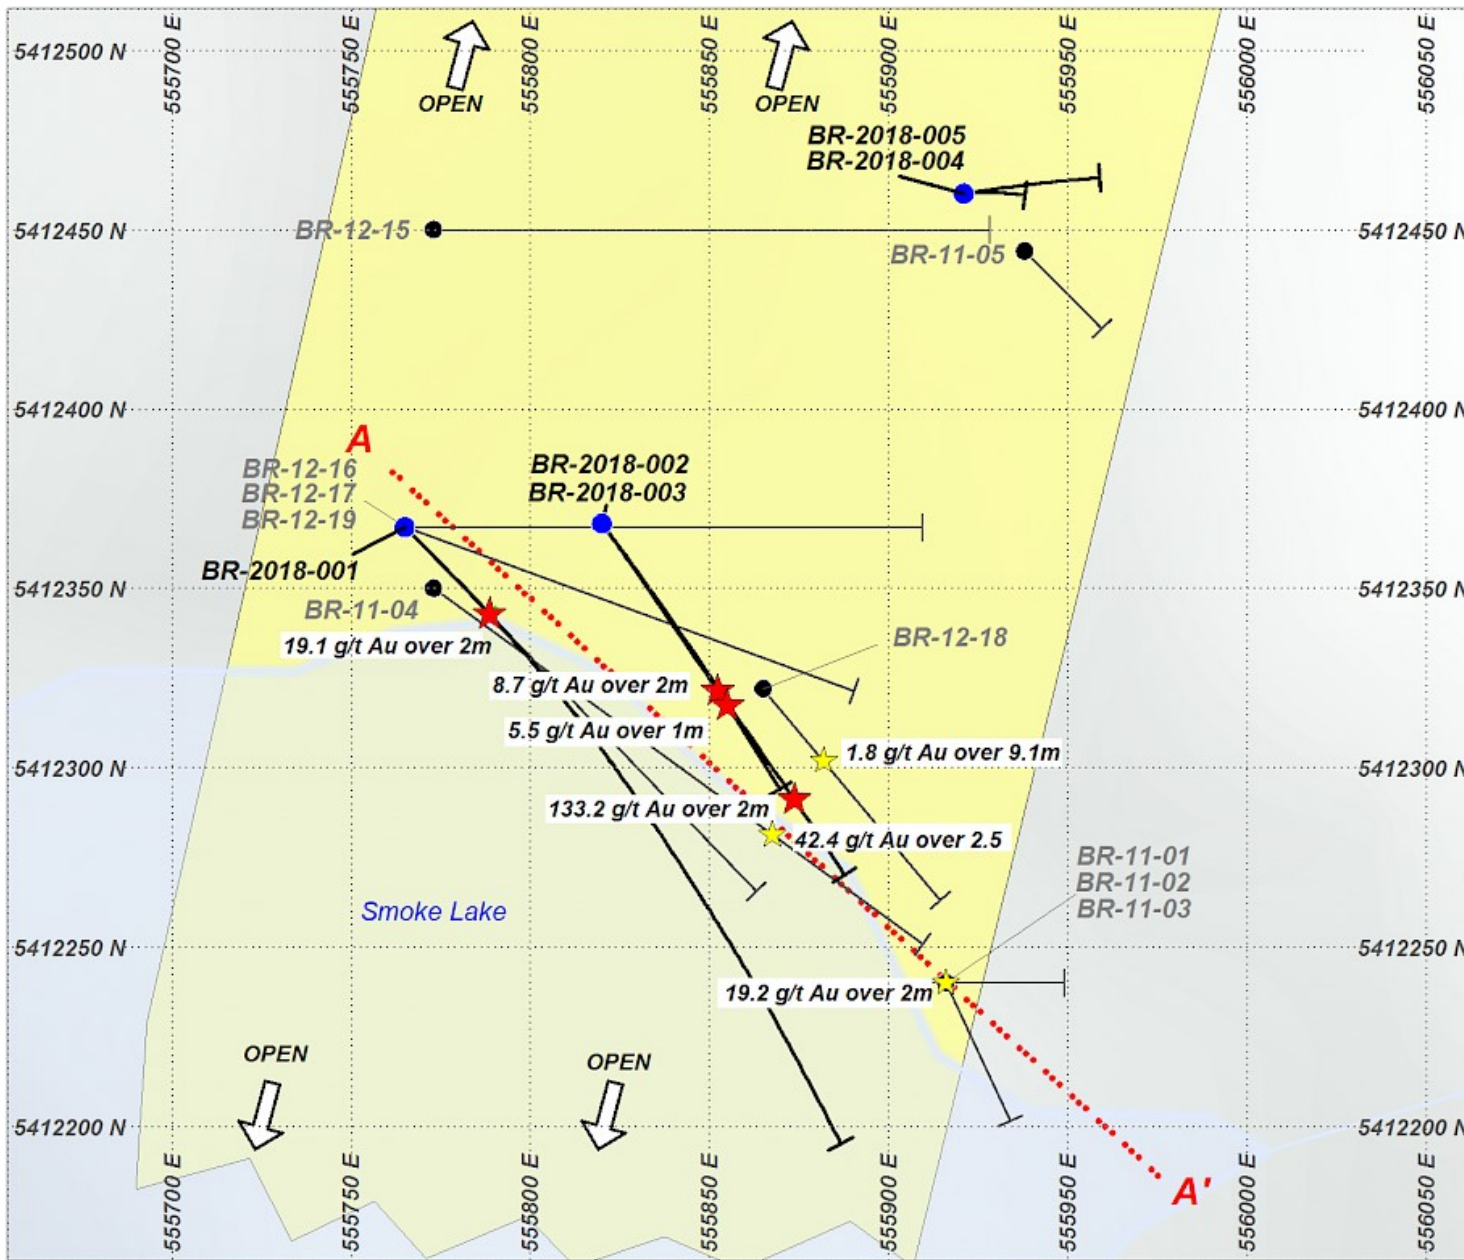 555700 E
555750 E
555800 E
555850 E
555900 E
555950 E
556000 E
556050 E
5412500 N
5412500 N
OPEN
OPEN
BR-2018-005
BR-2018-004
BR-12-15
5412450 N
5412450 N
BR-11-05
5412400 N
5412400 N
A
BR-12-16
BR-12-17
BR-12-19
BR-2018-002
BR-2018-003
BR-2018-001
5412350 N
5412350 N
BR-11-04
19.1 g/t Au over 2m
BR-12-18
8.7 g/t Au over 2m
5.5 g/t Au over 1m
1.8 g/t Au over 9.1m
5412300 N
5412300 N
133.2 g/t Au over 2m
42.4 g/t Au over 2.5
BR-11-01
BR-11-02
BR-11-03
Smoke Lake
5412250 N
5412250 N
19.2 g/t Au over 2m
OPEN
OPEN
5412200 N
5412200 N
A'
555700 E
555750 E
555800 E
555850 E
555900 E
555950 E
556000 E
556050 E